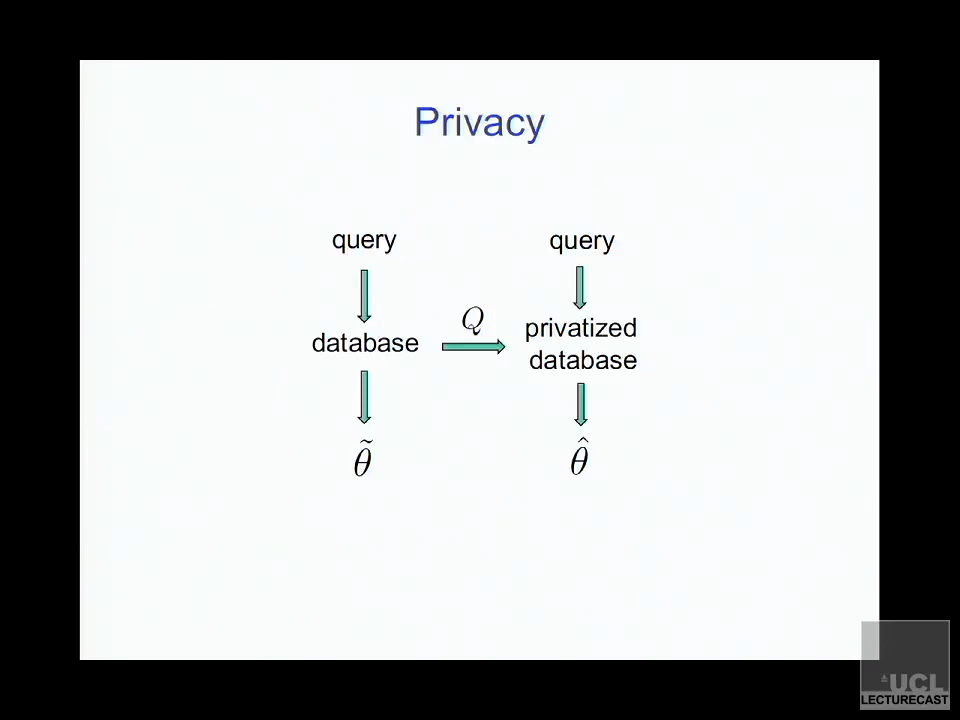 Privacy
query
query
Q
database
privatized
database
θ̃
θ̂
UCL
LECTURECAST